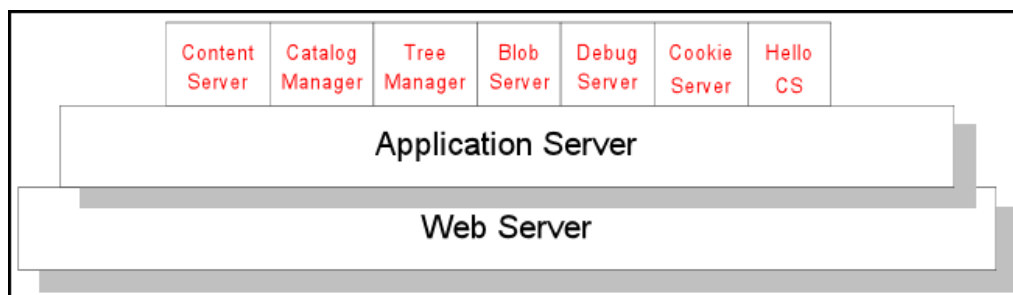 Content Server
Catalog Manager
Tree Manager
Blob Server
Debug Server
Cookie Server
Hello CS
Application Server
Web Server